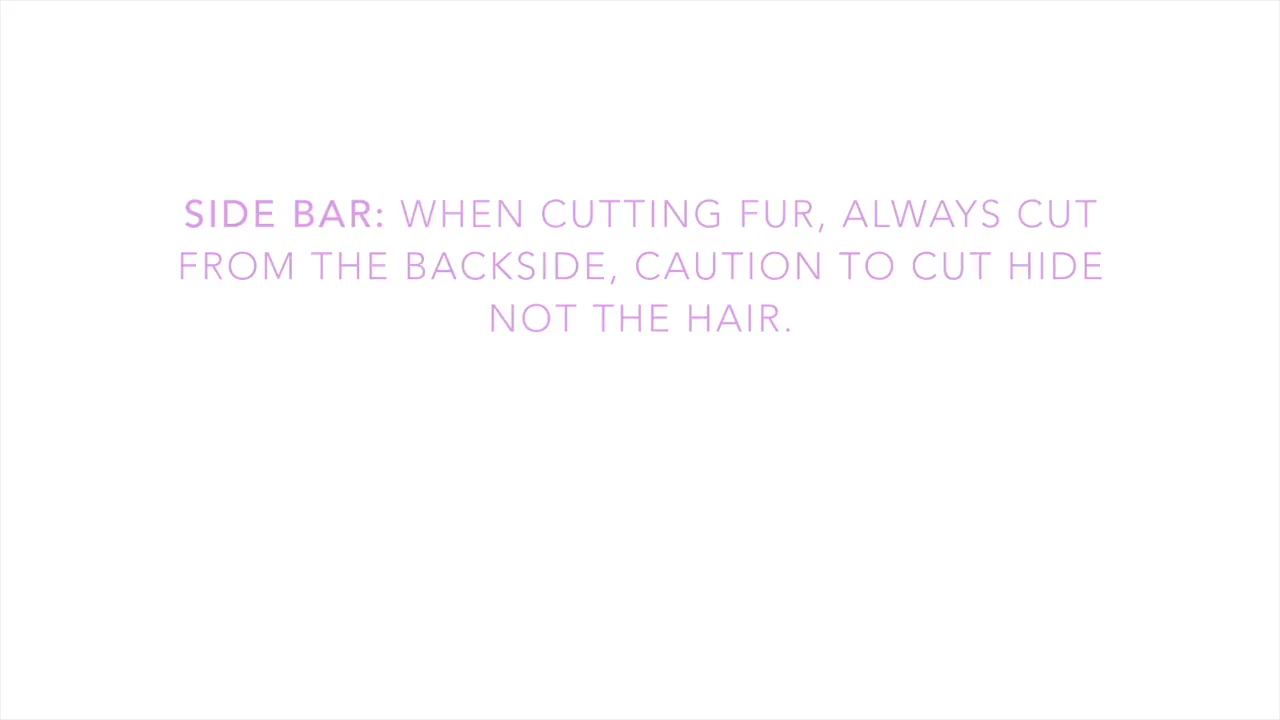 SIDE BAR: WHEN CUTTING FUR, ALWAYS CUT
FROM THE BACKSIDE, CAUTION TO CUT HIDE
NOT THE HAIR.